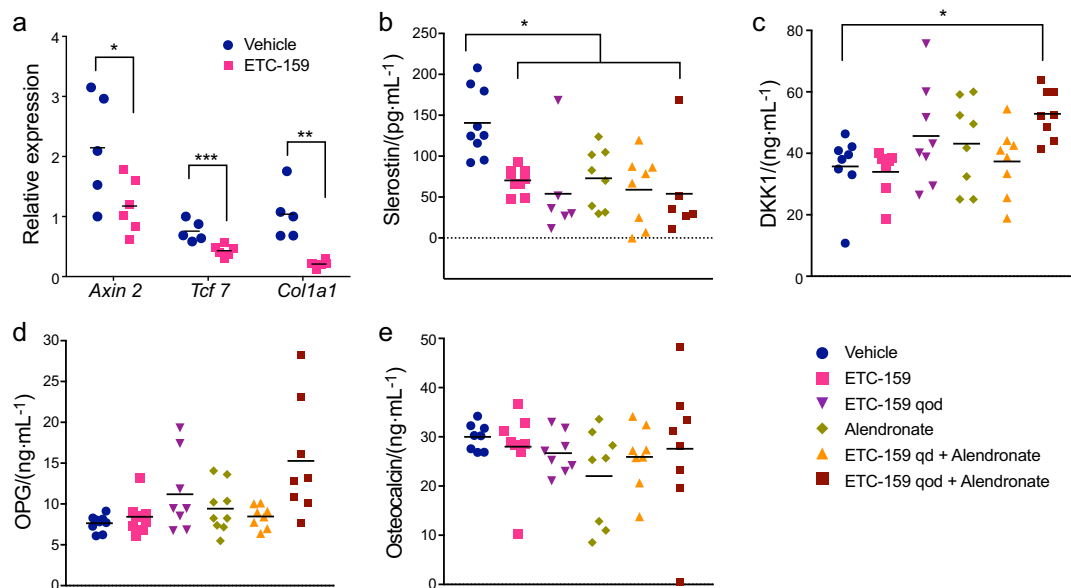 a
Relative expression
4
3
2
1
0
*
***
**
Vehicle
ETC-159
Axin 2 Tcf 7 Col1a1
b
Slerostin/(pg·mL-1)
250
200
150
100
50
0
*
c
DKK1/(ng·mL-1)
80
60
40
20
0
*
d
OPG/(ng·mL-1)
30
25
20
15
10
5
0
e
Osteocalcin/(ng·mL-1)
50
40
30
20
10
0
Vehicle
ETC-159
ETC-159 qod
Alendronate
ETC-159 qd + Alendronate
ETC-159 qod + Alendronate